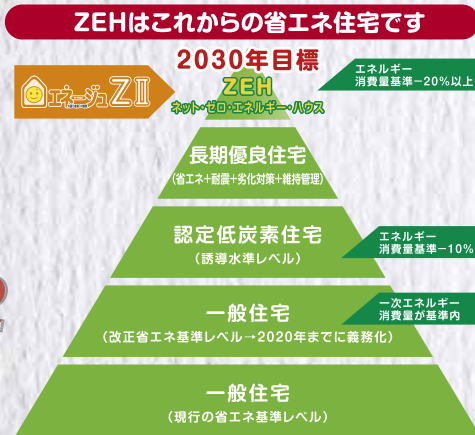 ZEHはこれからの省エネ住宅です
2030年目標
ZEH
ネット・ゼロ・エネルギー・ハウス
エネージュZⅡ
エネルギー
消費量基準−20%以上
長期優良住宅
(省エネ+耐震+劣化対策+維持管理)
認定低炭素住宅
(誘導水準レベル)
エネルギー
消費量基準−10%
一般住宅
(改正省エネ基準レベル→2020年までに義務化)
一次エネルギー
消費量が基準内
一般住宅
(現行の省エネ基準レベル)